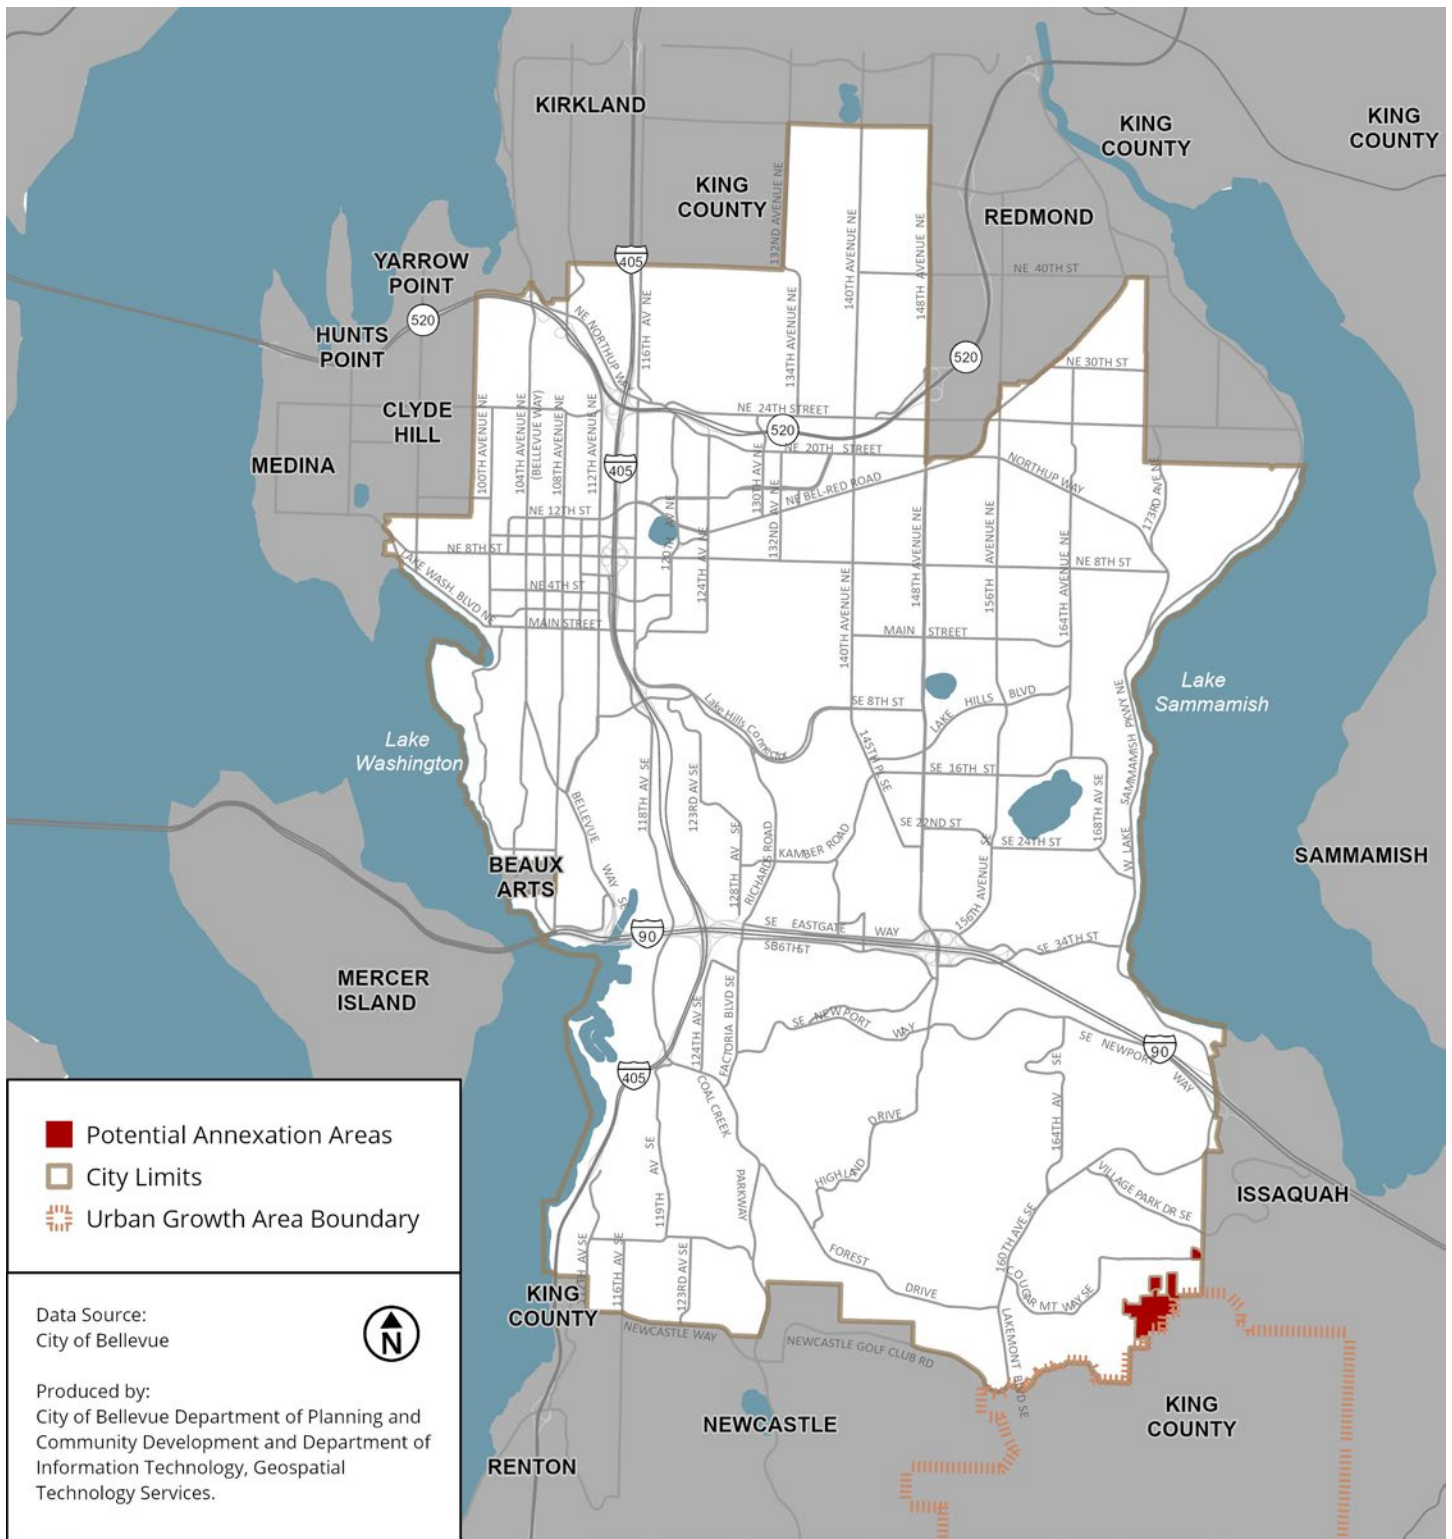 KIRKLAND
KING
COUNTY
KING
COUNTY
KING
COUNTY
REDMOND
132ND AVENUE NE
140TH AVENUE NE
148TH AVENUE NE
NE 40TH ST
YARROW
POINT
405
520
HUNTS
POINT
NE NORTHUP WAY
116TH AV NE
134TH AVENUE NE
520
NE 30TH ST
CLYDE
HILL
MEDINA
100TH AVENUE NE
104TH AVENUE NE
(BELLEVUE WAY)
108TH AVENUE NE
112TH AVENUE NE
NE 24TH STREET
520
405
NE 20TH STREET
130TH AV NE
132ND AV NE
NE BEL-RED ROAD
NORTHUP WAY
173RD AVE NE
NE 12TH ST
120TH AV NE
124TH AV NE
NE 8TH ST
NE 8TH ST
LAKE WASH. BLVD NE
NE 4TH ST
MAIN STREET
140TH AVENUE NE
148TH AVENUE NE
156TH AVENUE NE
164TH AVENUE NE
MAIN STREET
Lake
Sammamish
Lake
Washington
Lake Hills Connector
SE 8TH ST
LAKE HILLS BLVD
145TH PL SE
SE 16TH ST
W LAKE SAMMAMISH PKWY NE
BELLEVUE WAY SE
118TH AV SE
123RD AV SE
128TH AV SE
RICHARDS ROAD
KAMBER ROAD
SE 22ND ST
SE 24TH ST
168TH AV SE
156TH AVENUE SE
SAMMAMISH
BEAUX
ARTS
90
SE EASTGATE WAY
SE 34TH ST
MERCER
ISLAND
124TH AV SE
FACTORIA BLVD SE
SE NEWPORT WAY
SE NEWPORT WAY
90
405
COAL CREEK PARKWAY
HIGHLAND DRIVE
164TH AV SE
119TH AV SE
VILLAGE PARK DR SE
ISSAQUAH
160TH AVE SE
FOREST DRIVE
COUGAR MT WAY SE
116TH AV SE
123RD AV SE
LAKEMONT BLVD SE
KING
COUNTY
NEWCASTLE WAY
NEWCASTLE GOLF CLUB RD
NEWCASTLE
KING
COUNTY
RENTON
Potential Annexation Areas
City Limits
Urban Growth Area Boundary
Data Source:
City of Bellevue
N
Produced by:
City of Bellevue Department of Planning and
Community Development and Department of
Information Technology, Geospatial
Technology Services.